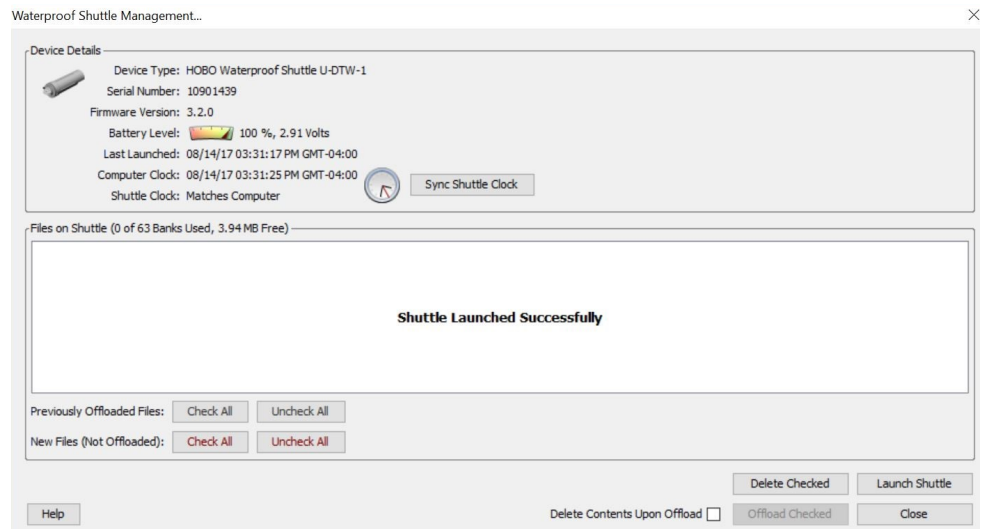 Waterproof Shuttle Management...
Device Details
Device Type: HOBO Waterproof Shuttle U-DTW-1
Serial Number: 10901439
Firmware Version: 3.2.0
Battery Level: 100 %, 2.91 Volts
Last Launched: 08/14/17 03:31:17 PM GMT-04:00
Computer Clock: 08/14/17 03:31:25 PM GMT-04:00
Sync Shuttle Clock
Shuttle Clock: Matches Computer
Files on Shuttle (0 of 63 Banks Used, 3.94 MB Free)
Shuttle Launched Successfully
Previously Offloaded Files: Check All Uncheck All
New Files (Not Offloaded): Check All Uncheck All
Delete Checked Launch Shuttle
Help Delete Contents Upon Offload Offload Checked Close